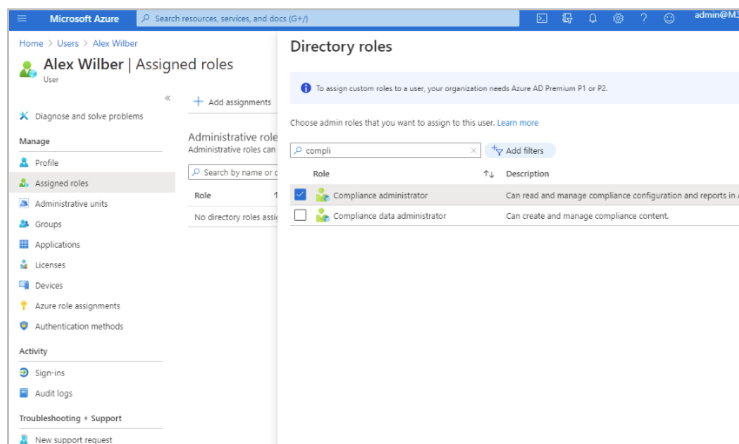 Microsoft Azure
Search resources, services, and docs (G+/)
admin@M3
Home > Users > Alex Wilber
Alex Wilber | Assigned roles
User
Diagnose and solve problems
Manage
Profile
Assigned roles
Administrative units
Groups
Applications
Licenses
Devices
Azure role assignments
Authentication methods
Activity
Sign-ins
Audit logs
Troubleshooting + Support
New support request
Add assignments
Administrative role
Administrative roles can
Search by name or d
Role
No directory roles assig
Directory roles
To assign custom roles to a user, your organization needs Azure AD Premium P1 or P2.
Choose admin roles that you want to assign to this user. Learn more
compli
Add filters
Role Description
Compliance administrator Can read and manage compliance configuration and reports in A
Compliance data administrator Can create and manage compliance content.